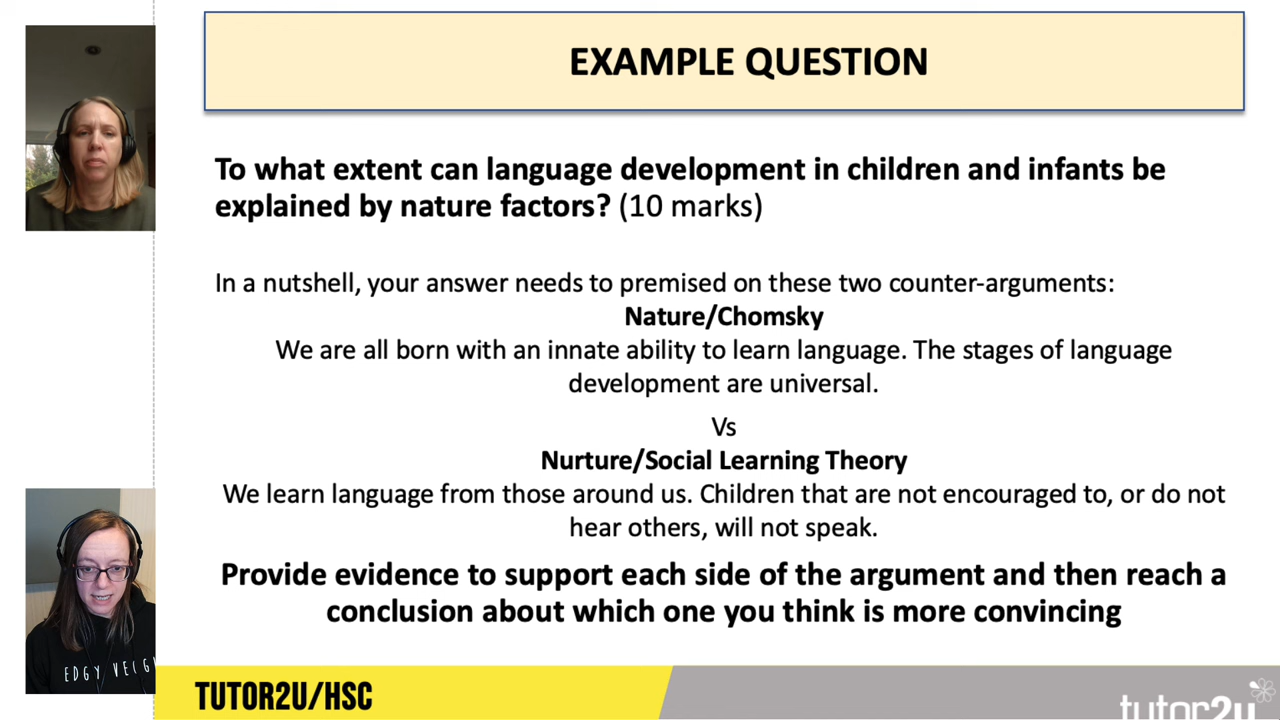 EXAMPLE QUESTION
To what extent can language development in children and infants be
explained by nature factors? (10 marks)
In a nutshell, your answer needs to premised on these two counter-arguments:
Nature/Chomsky
We are all born with an innate ability to learn language. The stages of language
development are universal.
Vs
Nurture/Social Learning Theory
We learn language from those around us. Children that are not encouraged to, or do not
hear others, will not speak.
Provide evidence to support each side of the argument and then reach a
conclusion about which one you think is more convincing
EDGY
TUTOR2U/HSC
tutor2u